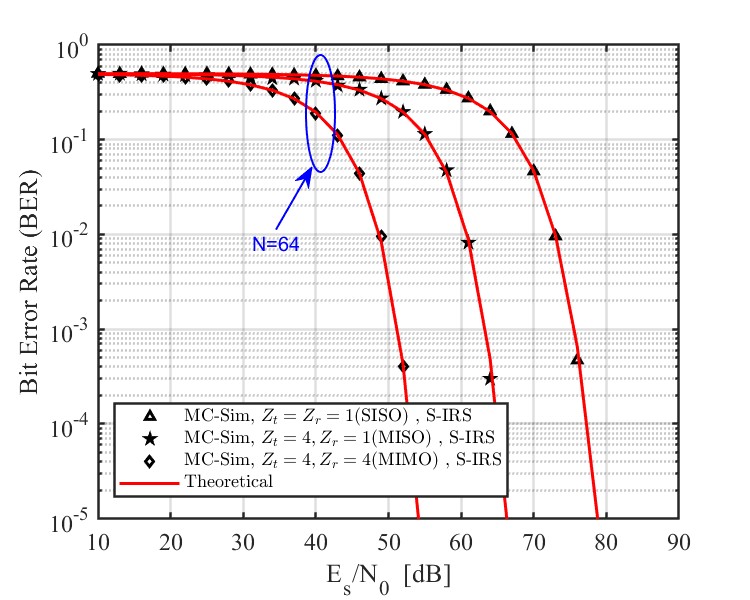 10^0
10^-1
10^-2
10^-3
10^-4
10^-5
Bit Error Rate (BER)
N=64
MC-Sim, Z_t = Z_r = 1(SISO) , S-IRS
MC-Sim, Z_t = 4, Z_r = 1(MISO) , S-IRS
MC-Sim, Z_t = 4, Z_r = 4(MIMO) , S-IRS
Theoretical
10 20 30 40 50 60 70 80 90
E_s/N_0 [dB]